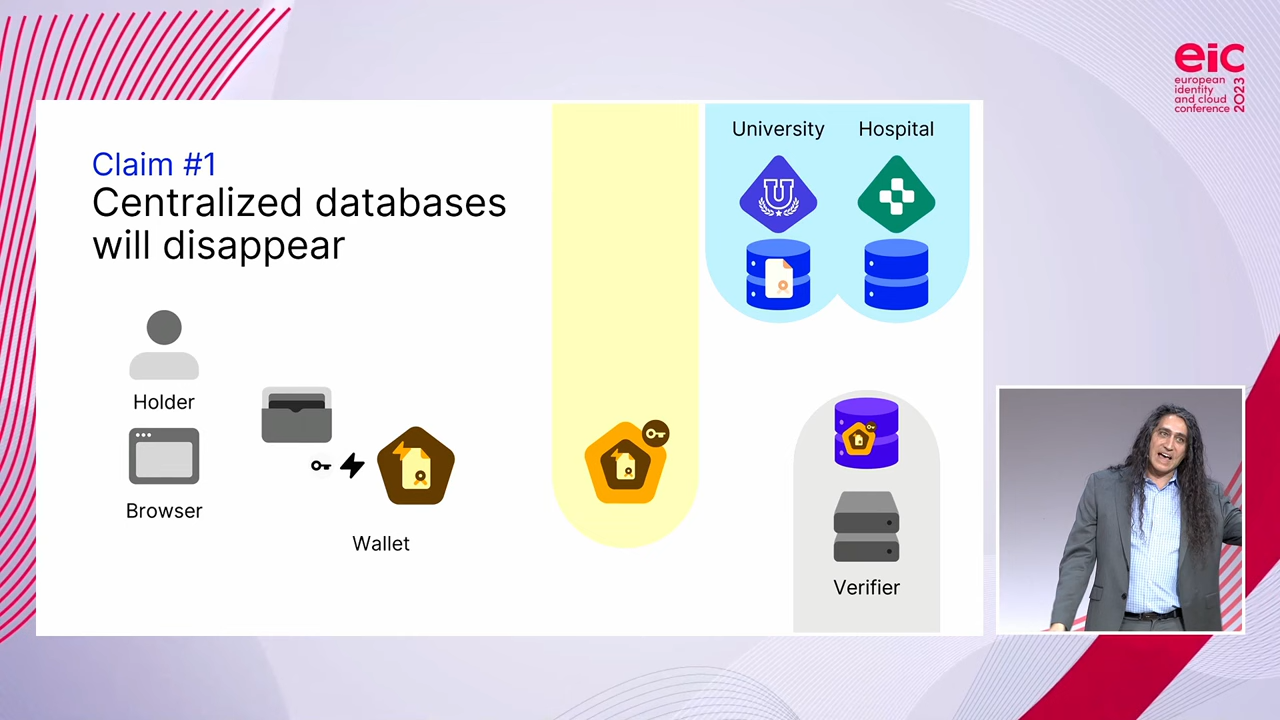 eic
european
identity
and cloud
conference
2023
Claim #1
Centralized databases
will disappear
University
Hospital
U
Holder
Browser
Wallet
Verifier